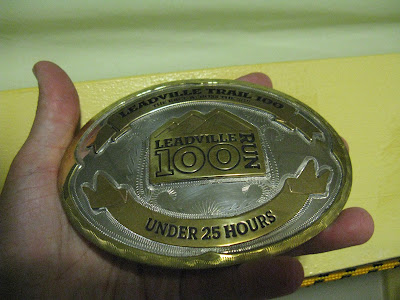 LEADVILLE TRAIL 100
LEADVILLE
100
RUN
UNDER 25 HOURS